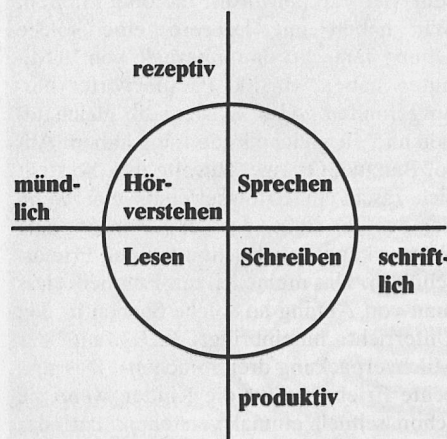 rezeptiv
münd-
lich
Hör-
verstehen
Sprechen
Lesen
Schreiben
schrift-
lich
produktiv